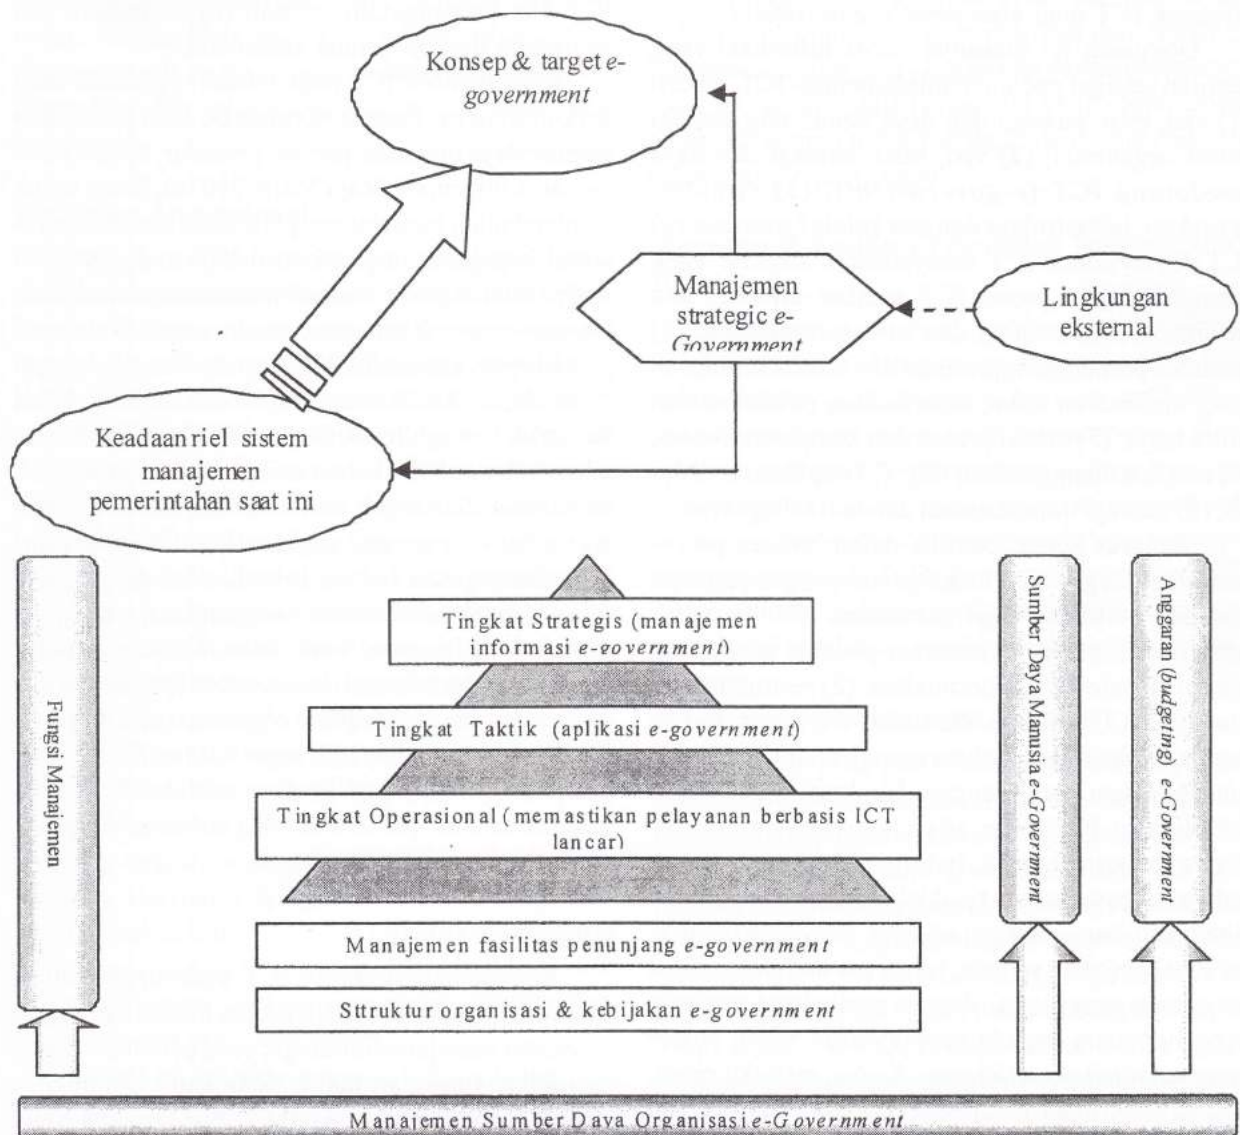 Konsep & target e-
government
Manajemen
strategic e-
Government
Lingkungan
eksternal
Keadaan riel sistem
manajemen
pemerintahan saat ini
Fungsi Manajemen
Tingkat Strategis (manajemen
informasi e-government)
Tingkat Taktik (aplikasi e-government)
Tingkat Operasional (memastikan pelayanan berbasis ICT
lancar)
Manajemen fasilitas penunjang e-government
Sttruktur organisasi & kebijakan e-government
Sumber Daya Manusia e-Government
Anggaran (budgeting) e-Government
Manajemen Sumber Daya Organisasi e-Government